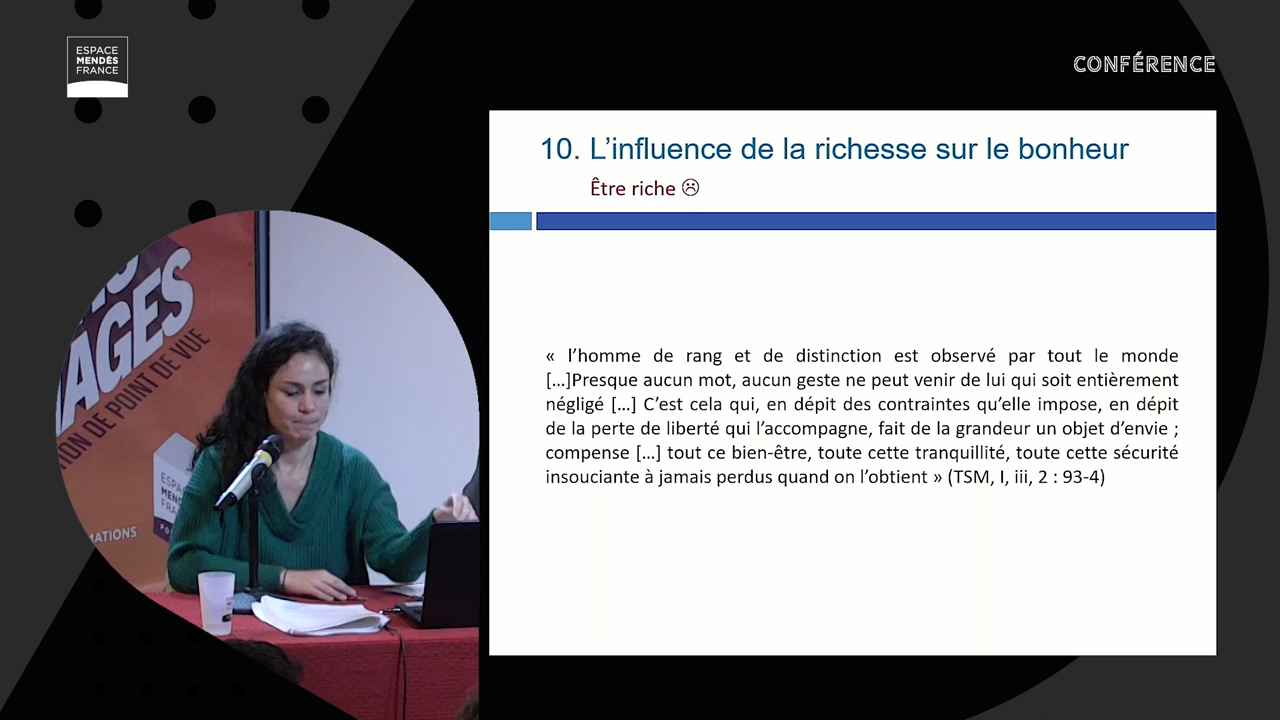 ESPACE
MENDÈS
FRANCE
CONFÉRENCE
10. L’influence de la richesse sur le bonheur
Être riche ☹
« l’homme de rang et de distinction est observé par tout le monde
[…]Presque aucun mot, aucun geste ne peut venir de lui qui soit entièrement
négligé […] C’est cela qui, en dépit des contraintes qu’elle impose, en dépit
de la perte de liberté qui l’accompagne, fait de la grandeur un objet d’envie ;
compense […] tout ce bien-être, toute cette tranquillité, toute cette sécurité
insouciante à jamais perdus quand on l’obtient » (TSM, I, iii, 2 : 93-4)
AGES
TION DE POINT DE VUE
MATIONS